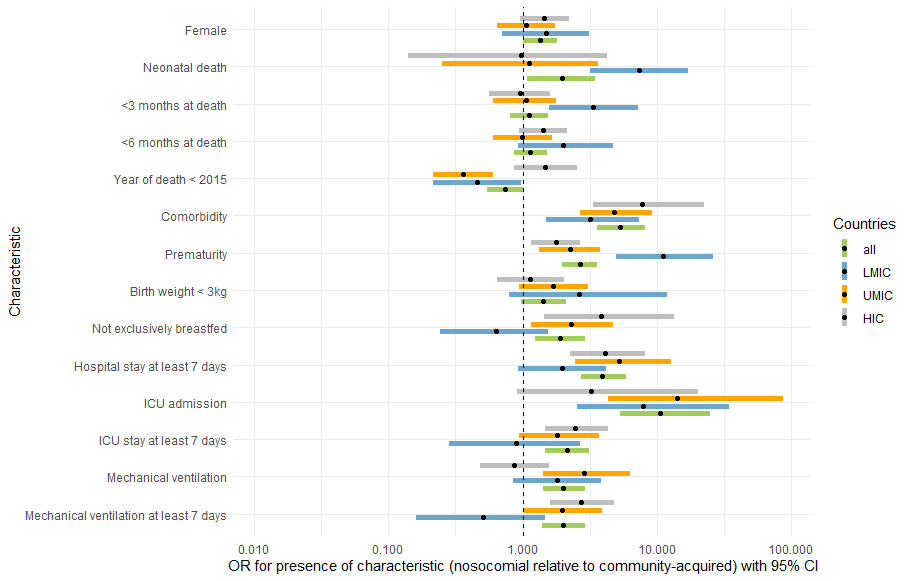 Female
Neonatal death
<3 months at death
<6 months at death
Year of death < 2015
Comorbidity
Prematurity
Birth weight < 3kg
Not exclusively breastfed
Hospital stay at least 7 days
ICU admission
ICU stay at least 7 days
Mechanical ventilation
Mechanical ventilation at least 7 days
Characteristic
0.010
0.100
1.000
10.000
100.000
OR for presence of characteristic (nosocomial relative to community-acquired) with 95% CI
Countries
all
LMIC
UMIC
HIC